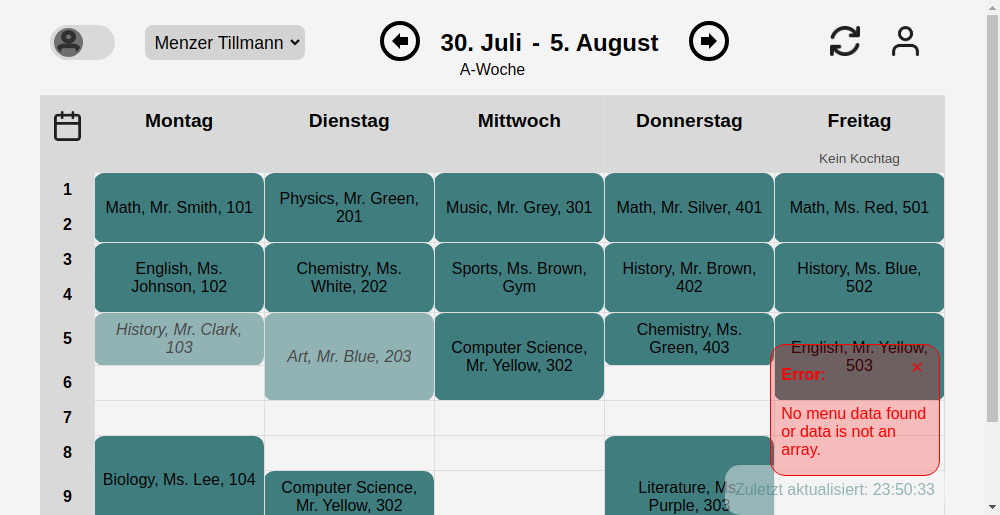 Menzer Tillmann
30. Juli - 5. August
A-Woche
Montag
Dienstag
Mittwoch
Donnerstag
Freitag
Kein Kochtag
1
2
Math, Mr. Smith, 101
Physics, Mr. Green,
201
Music, Mr. Grey, 301
Math, Mr. Silver, 401
Math, Ms. Red, 501
3
4
English, Ms.
Johnson, 102
Chemistry, Ms.
White, 202
Sports, Ms. Brown,
Gym
History, Mr. Brown,
402
History, Ms. Blue,
502
5
6
History, Mr. Clark,
103
Art, Mr. Blue, 203
Computer Science,
Mr. Yellow, 302
Chemistry, Ms.
Green, 403
English, Mr. Yellow,
503
Error:
×
No menu data found
or data is not an
array.
7
8
9
Biology, Ms. Lee, 104
Computer Science,
Mr. Yellow, 302
Literature, Ms.
Purple, 303
Zuletzt aktualisiert: 23:50:33